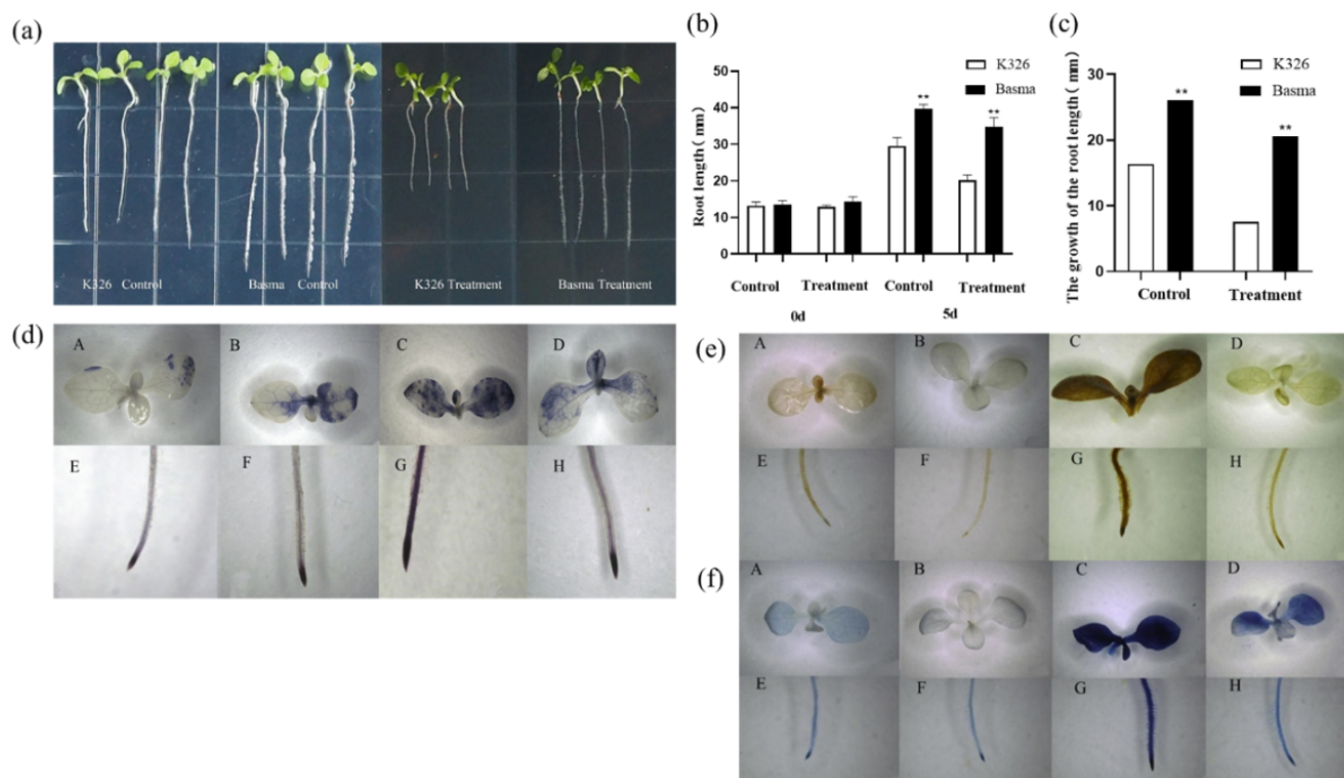 (a)
K326 Control
Basma Control
K326 Treatment
Basma Treatment
(b)
K326
Basma
Root length( mm)
50
40
30
20
10
0
**
**
Control
Treatment
Control
Treatment
0d
5d
(c)
K326
Basma
The growth of the root length( mm)
30
20
10
0
**
**
Control
Treatment
(d)
A
B
C
D
E
F
G
H
(e)
A
B
C
D
E
F
G
H
(f)
A
B
C
D
E
F
G
H